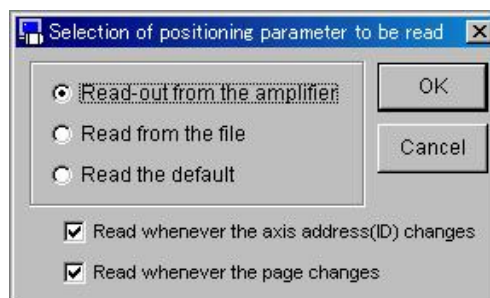 Selection of positioning parameter to be read
Read-out from the amplifier
OK
Read from the file
Cancel
Read the default
Read whenever the axis address(ID) changes
Read whenever the page changes